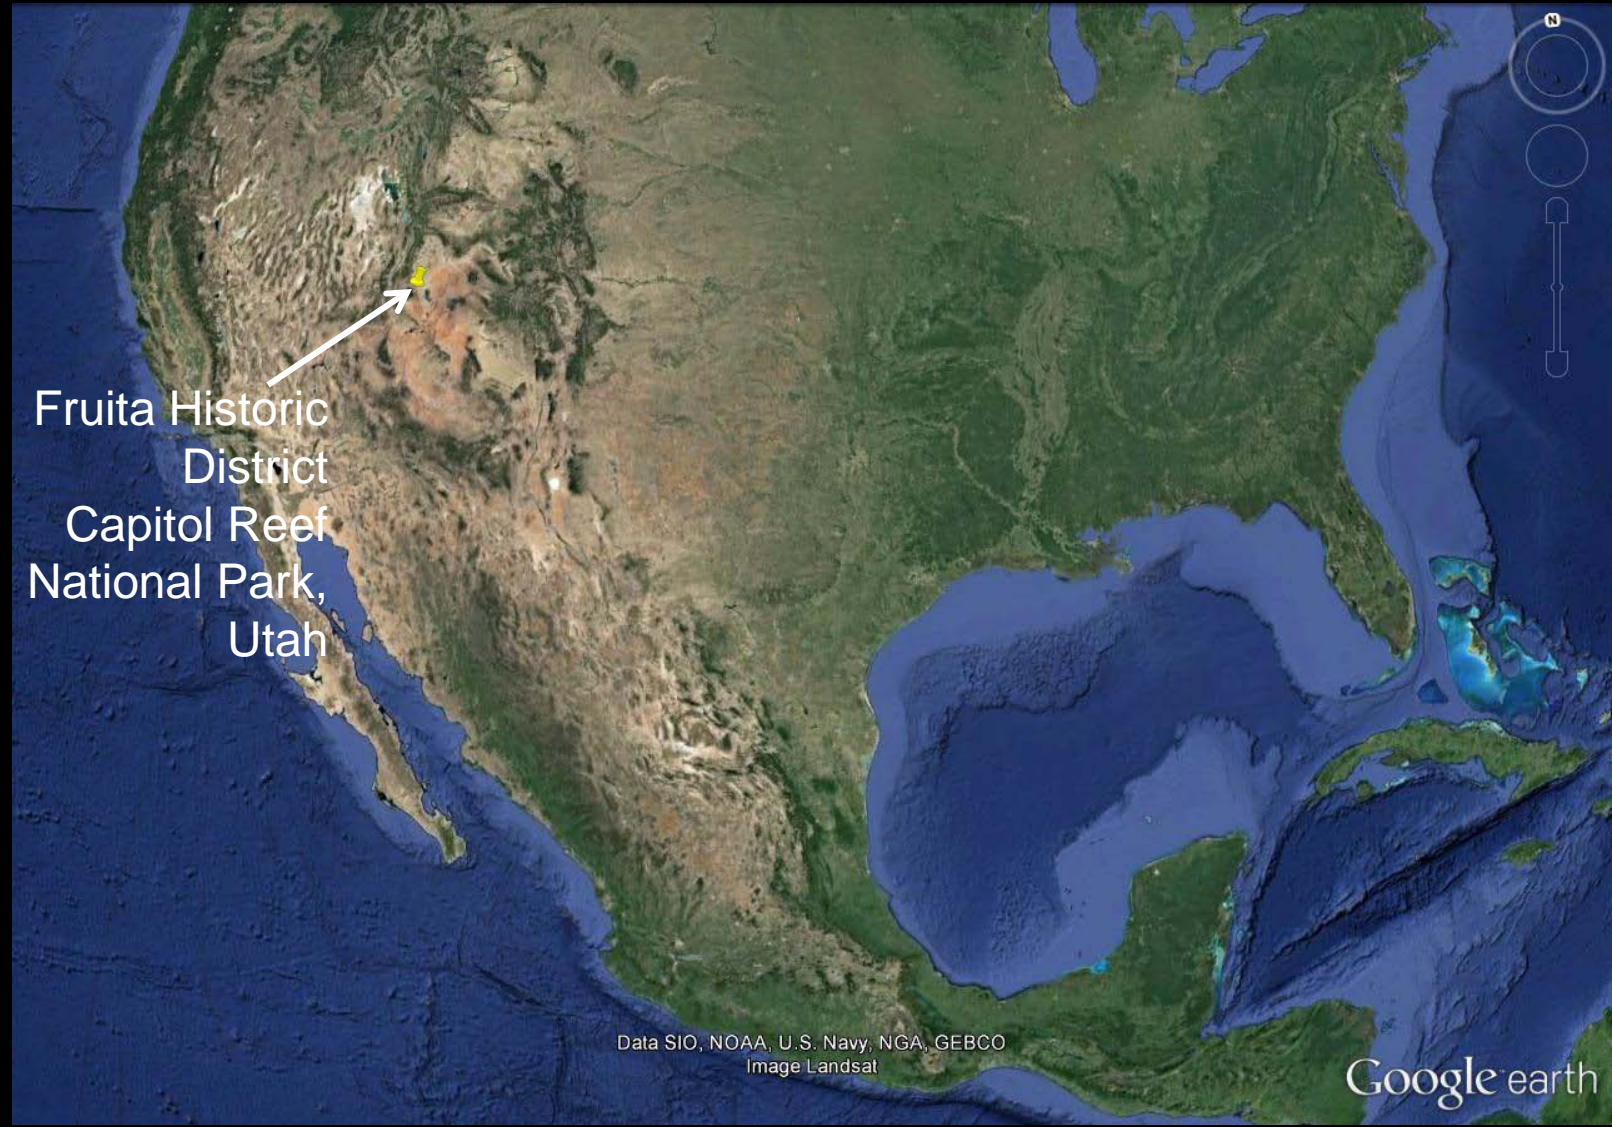 N
Fruita Historic
District
Capitol Reef
National Park,
Utah
Data SIO, NOAA, U.S. Navy, NGA, GEBCO
Image Landsat
Google earth